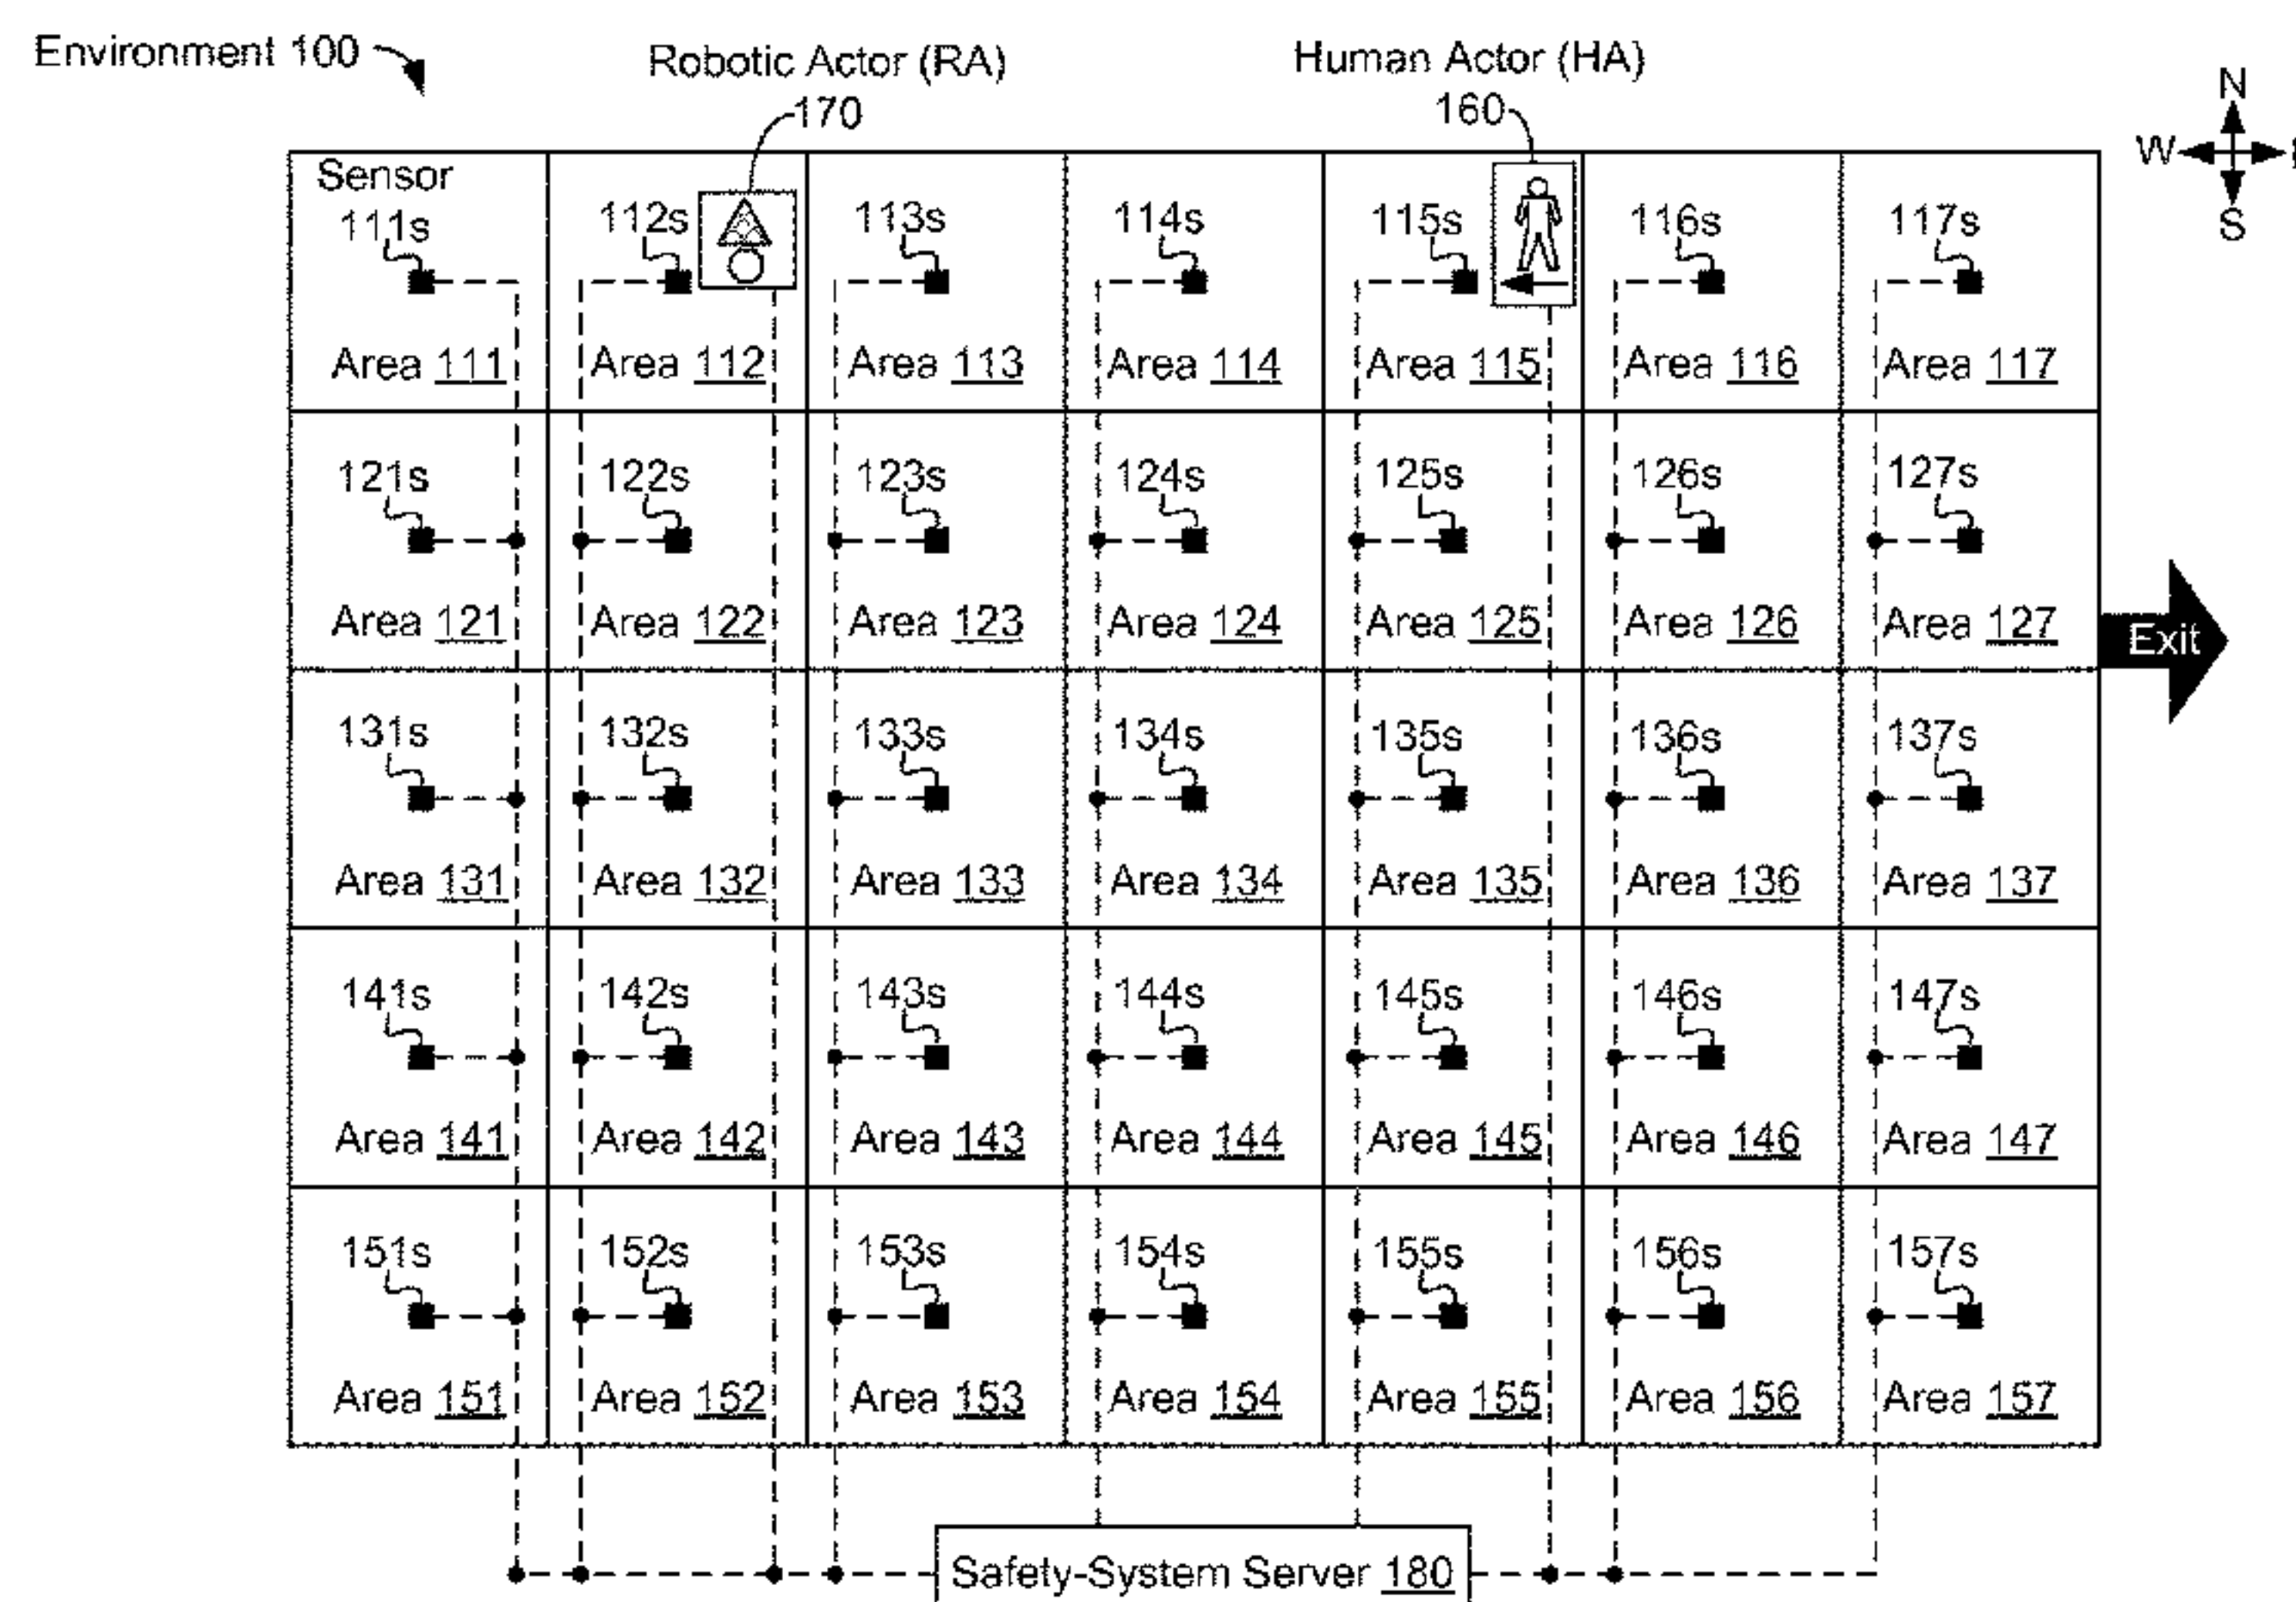 Environment 100
Robotic Actor (RA)
170
Human Actor (HA)
160
N
W
S
Sensor
111s 112s 113s 114s 115s 116s 117s
Area 111 Area 112 Area 113 Area 114 Area 115 Area 116 Area 117
121s 122s 123s 124s 125s 126s 127s
Area 121 Area 122 Area 123 Area 124 Area 125 Area 126 Area 127
Exit
131s 132s 133s 134s 135s 136s 137s
Area 131 Area 132 Area 133 Area 134 Area 135 Area 136 Area 137
141s 142s 143s 144s 145s 146s 147s
Area 141 Area 142 Area 143 Area 144 Area 145 Area 146 Area 147
151s 152s 153s 154s 155s 156s 157s
Area 151 Area 152 Area 153 Area 154 Area 155 Area 156 Area 157
Safety-System Server 180